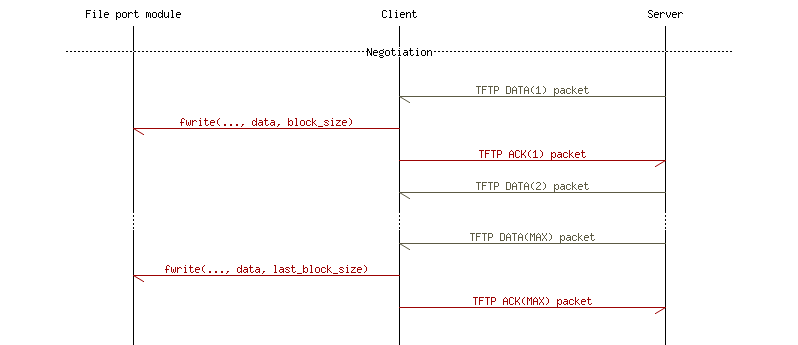 File port module Client Server
Negotiation
TFTP DATA(1) packet
fwrite(..., data, block_size)
TFTP ACK(1) packet
TFTP DATA(2) packet
TFTP DATA(MAX) packet
fwrite(..., data, last_block_size)
TFTP ACK(MAX) packet